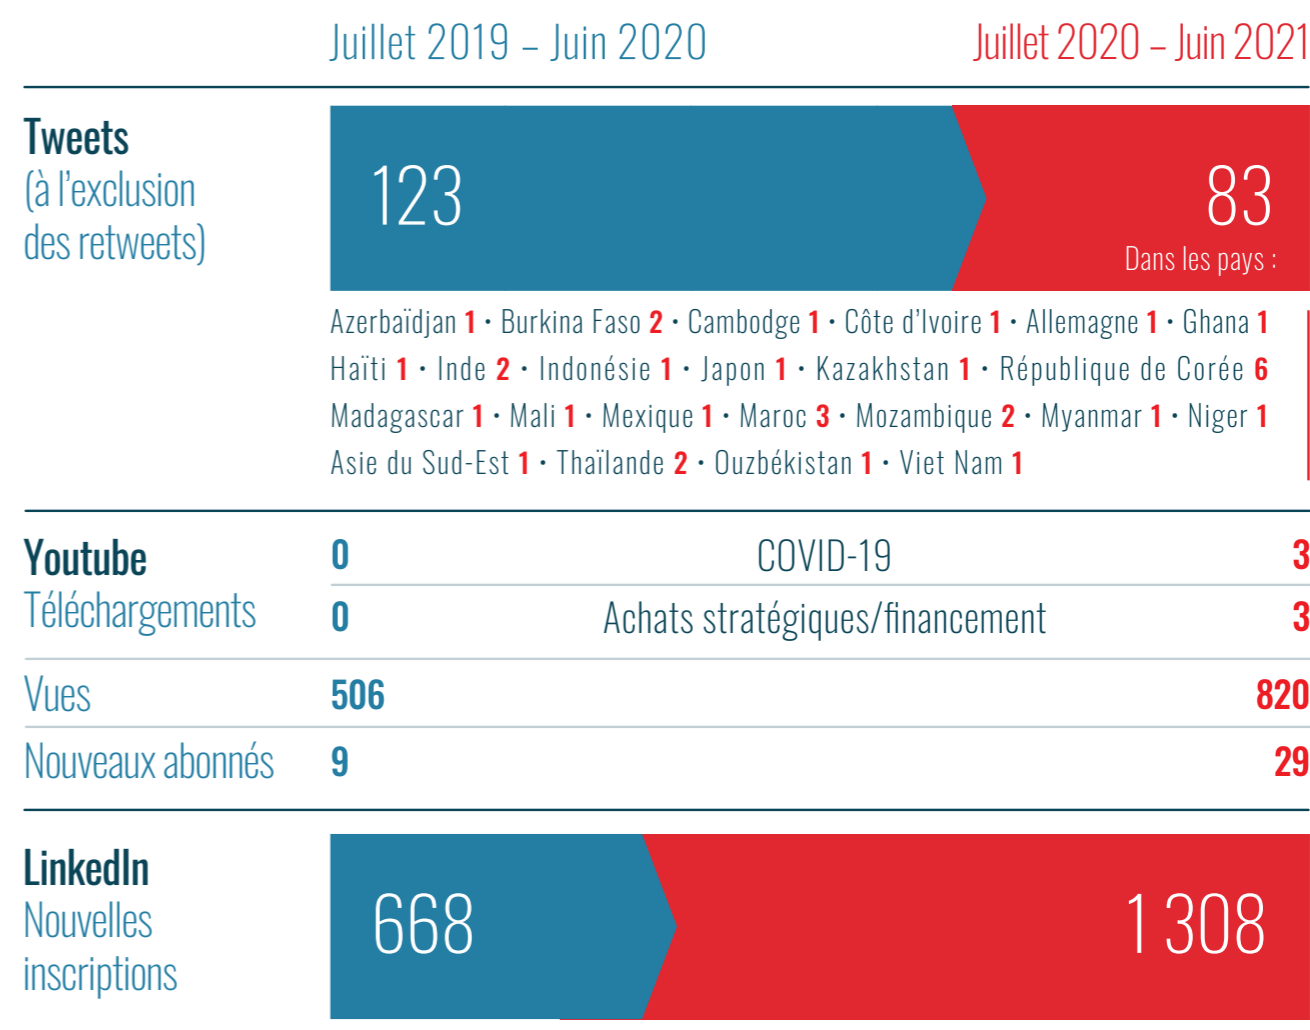 Juillet 2019 – Juin 2020
Juillet 2020 – Juin 2021
Tweets
(à l’exclusion
des retweets)
123
83
Dans les pays :
Azerbaïdjan 1 · Burkina Faso 2 · Cambodge 1 · Côte d’Ivoire 1 · Allemagne 1 · Ghana 1
Haïti 1 · Inde 2 · Indonésie 1 · Japon 1 · Kazakhstan 1 · République de Corée 6
Madagascar 1 · Mali 1 · Mexique 1 · Maroc 3 · Mozambique 2 · Myanmar 1 · Niger 1
Asie du Sud-Est 1 · Thaïlande 2 · Ouzbékistan 1 · Viet Nam 1
Youtube
Téléchargements
0 COVID-19 3
0 Achats stratégiques/financement 3
Vues 506 820
Nouveaux abonnés 9 29
LinkedIn
Nouvelles
inscriptions
668
1 308